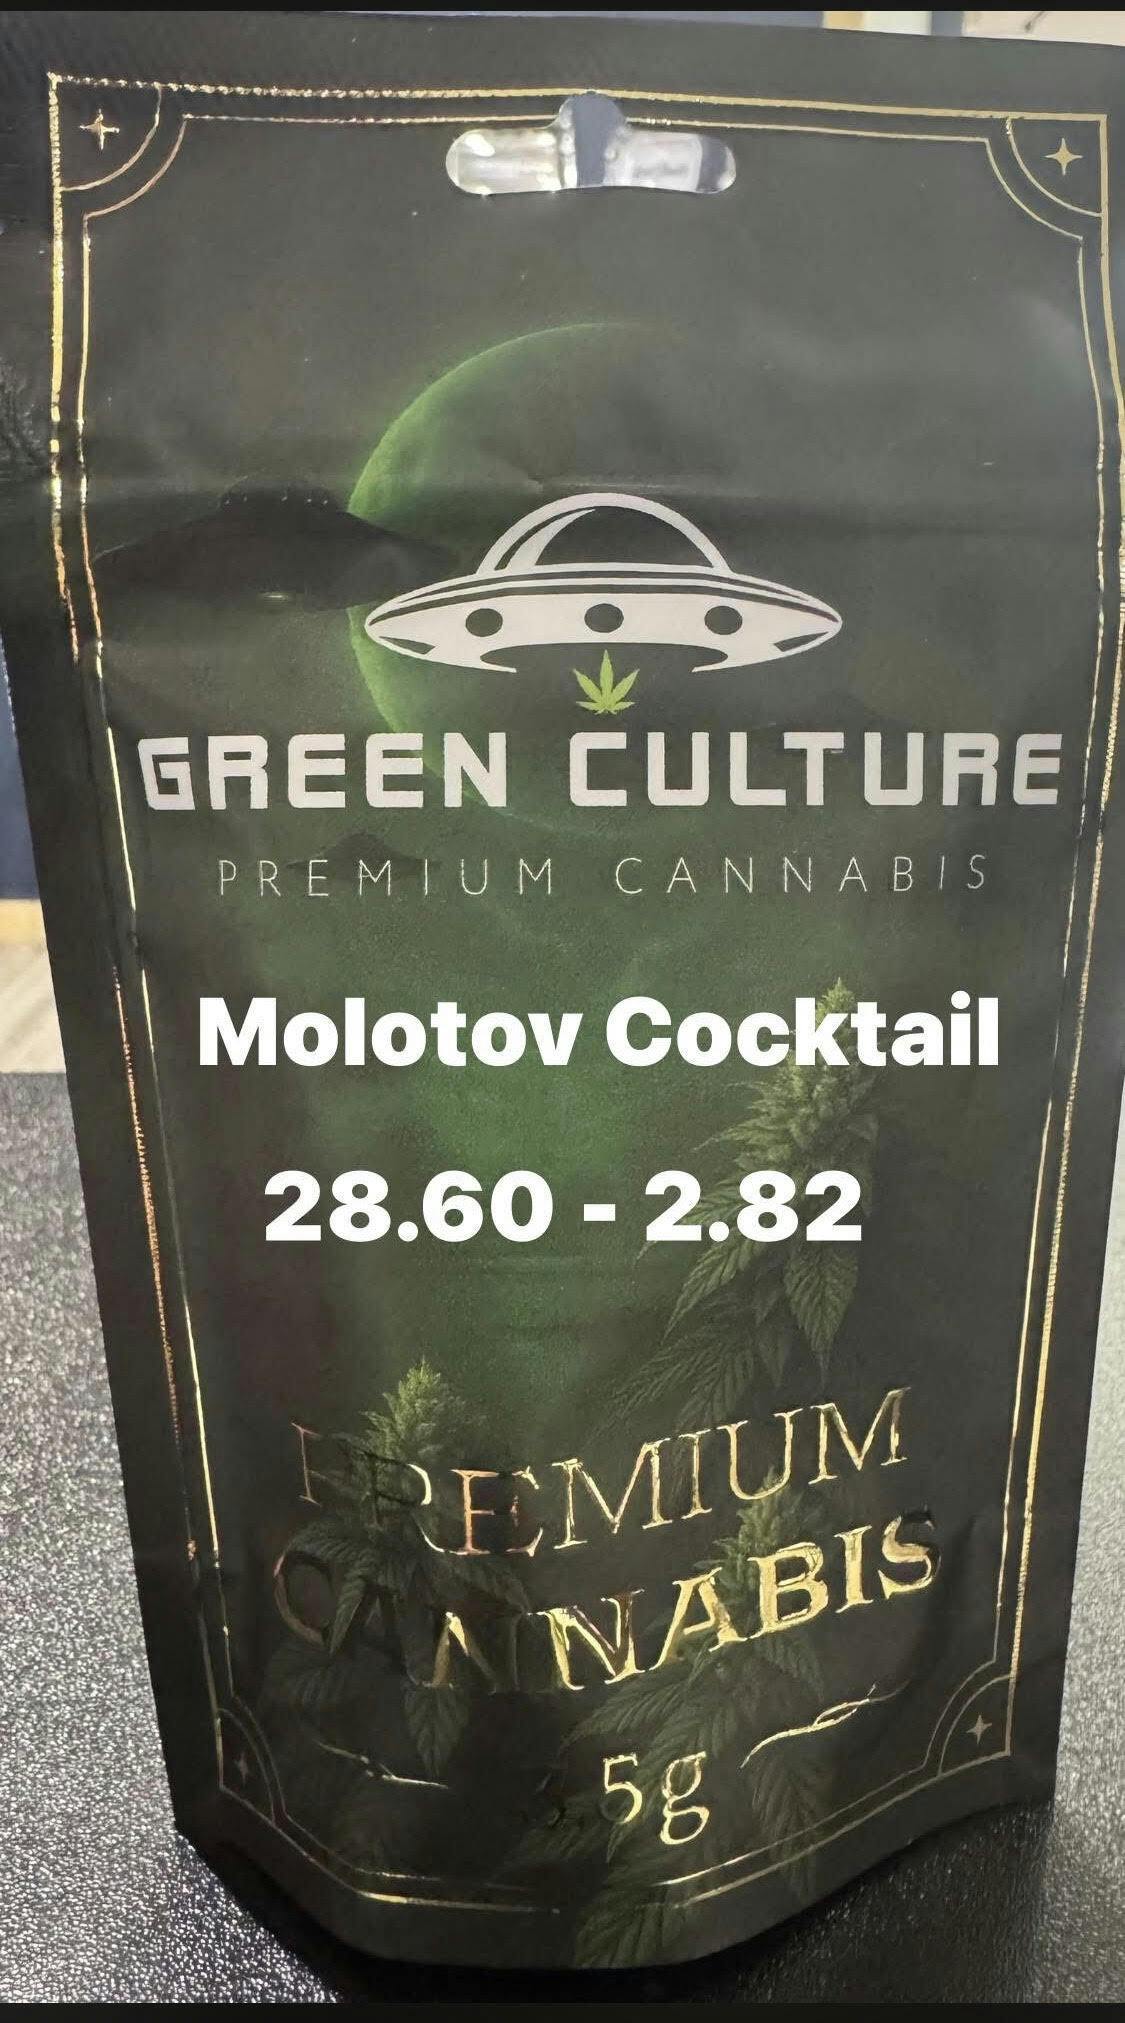 GREEN CULTURE
PREMIUM CANNABIS
Molotov Cocktail
28.60 - 2.82
PREMIUM
CANNABIS
5g